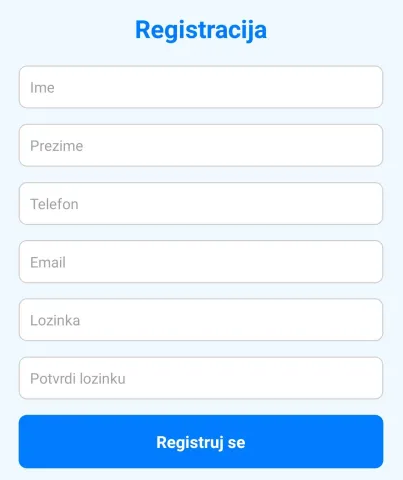 Registracija
Ime
Prezime
Telefon
Email
Lozinka
Potvrdi lozinku
Registruj se